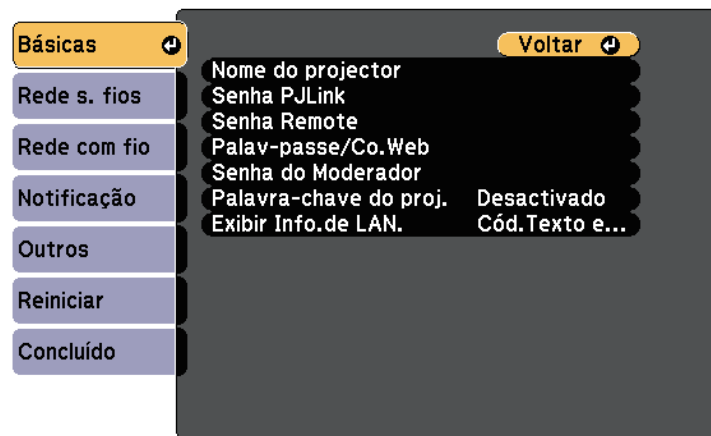 Básicas
Rede s. fios
Rede com fio
Notificação
Outros
Reiniciar
Concluído
Voltar
Nome do projector
Senha PJLink
Senha Remote
Palav-passe/Co.Web
Senha do Moderador
Palavra-chave do proj. Desactivado
Exibir Info.de LAN. Cód.Texto e...